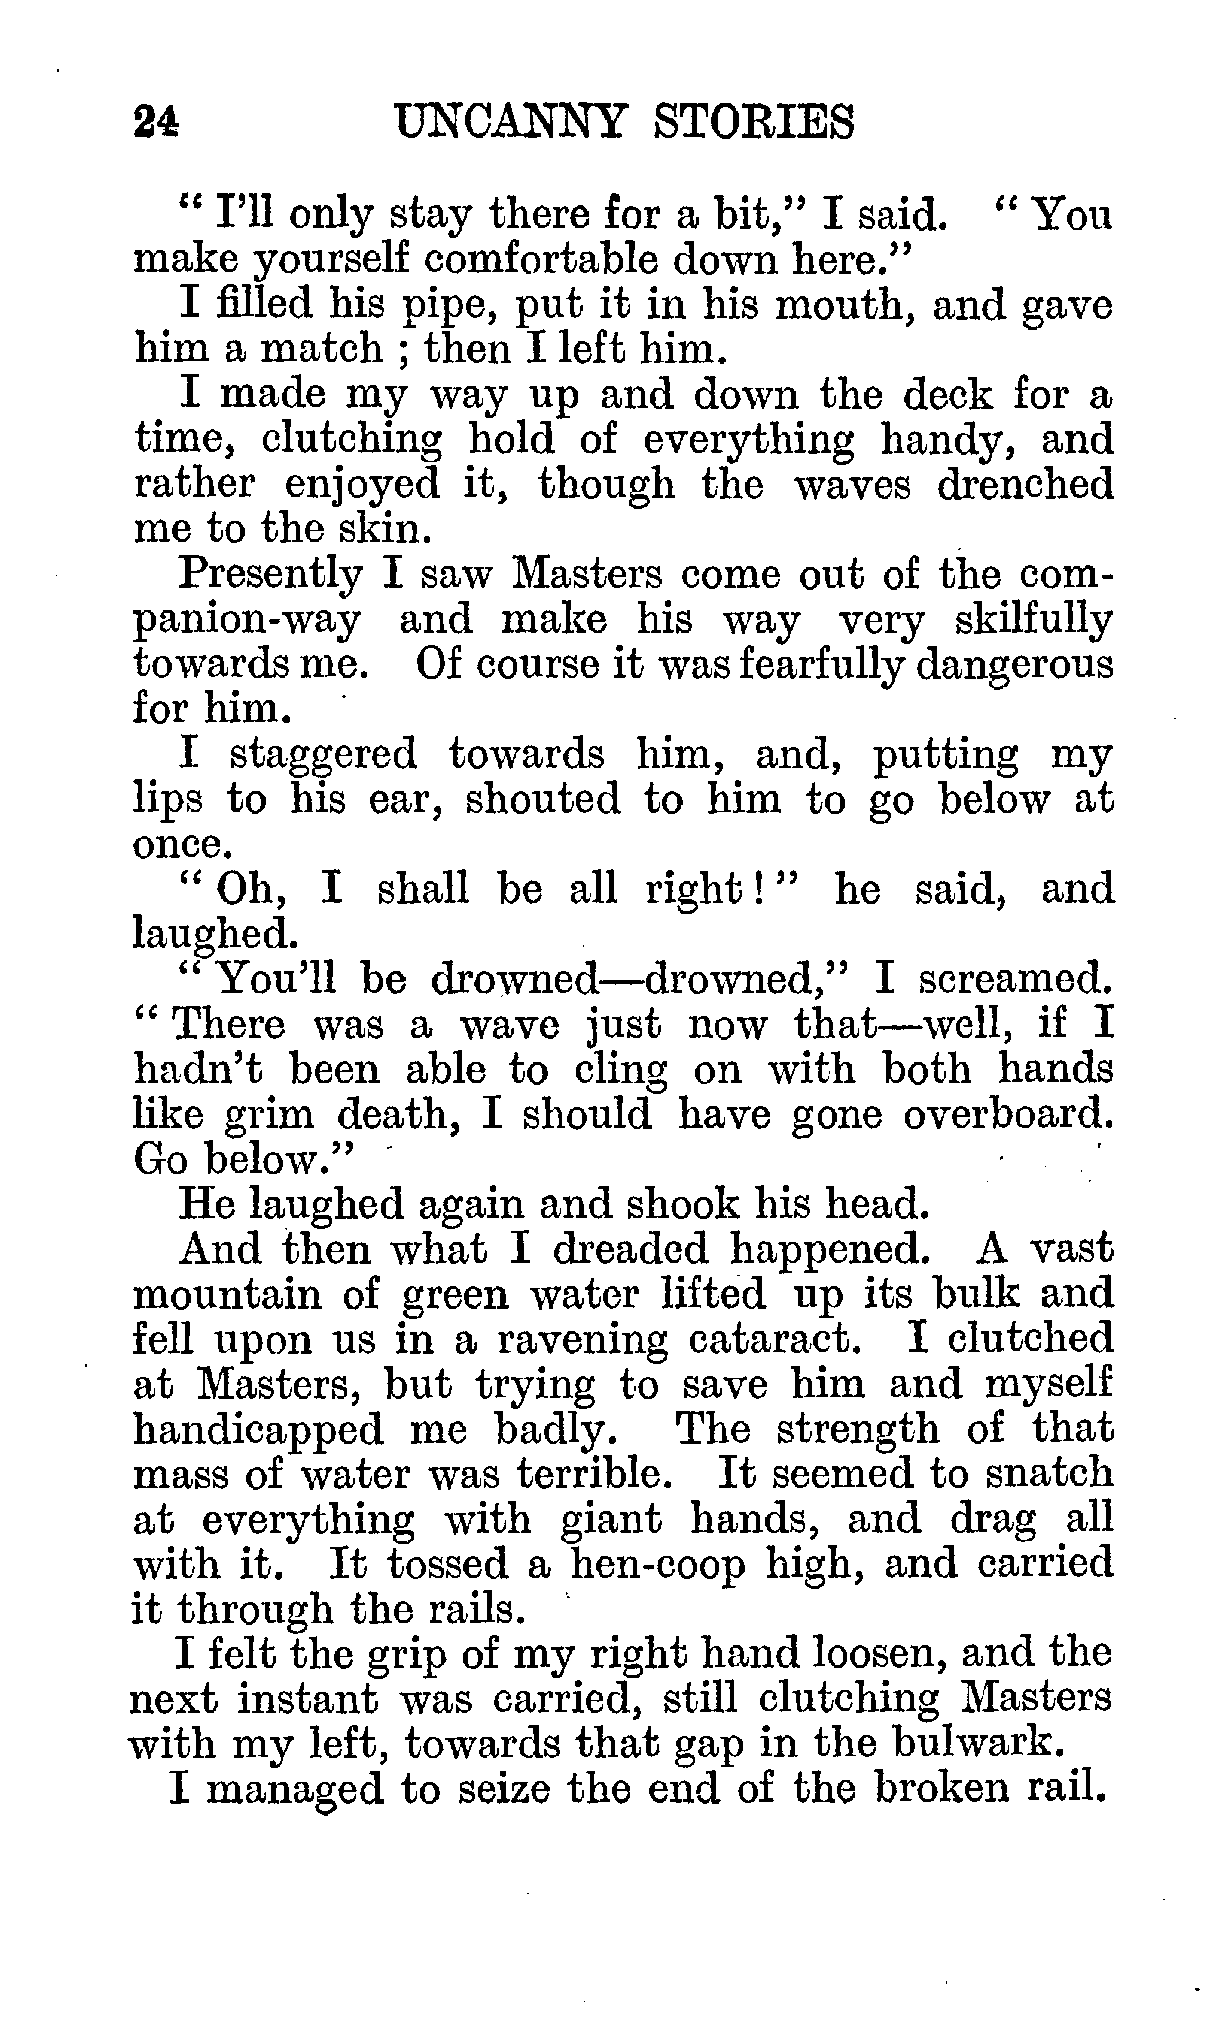 24 UNCANNY STORIES
“ I’ll only stay there for a bit,” I said. “ You
make yourself comfortable down here.”
I filled his pipe, put it in his mouth, and gave
him a match ; then I left him.
I made my way up and down the deck for a
time, clutching hold of everything handy, and
rather enjoyed it, though the waves drenched
me to the skin.
Presently I saw Masters come out of the com-
panion-way and make his way very skilfully
towards me. Of course it was fearfully dangerous
for him.
I staggered towards him, and, putting my
lips to his ear, shouted to him to go below at
once.
“ Oh, I shall be all right ! ” he said, and
laughed.
“ You’ll be drowned—drowned,” I screamed.
“ There was a wave just now that—well, if I
hadn’t been able to cling on with both hands
like grim death, I should have gone overboard.
Go below.”
He laughed again and shook his head.
And then what I dreaded happened. A vast
mountain of green water lifted up its bulk and
fell upon us in a ravening cataract. I clutched
at Masters, but trying to save him and myself
handicapped me badly. The strength of that
mass of water was terrible. It seemed to snatch
at everything with giant hands, and drag all
with it. It tossed a hen-coop high, and carried
it through the rails.
I felt the grip of my right hand loosen, and the
next instant was carried, still clutching Masters
with my left, towards that gap in the bulwark.
I managed to seize the end of the broken rail.